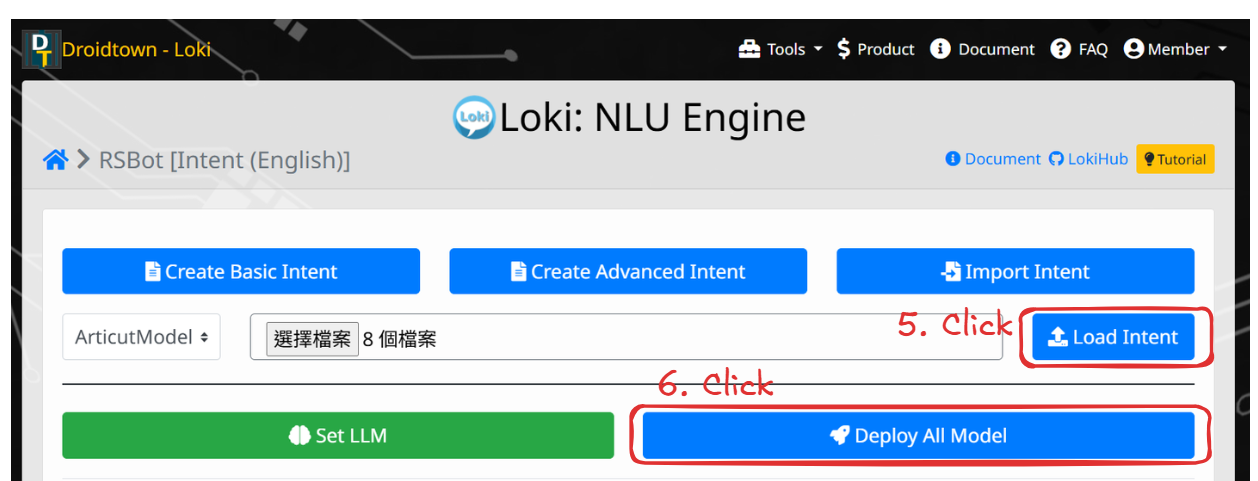 DT Droidtown - Loki
Tools $ Product Document FAQ Member
Loki Loki: NLU Engine
RSBot [Intent (English)]
Document LokiHub Tutorial
Create Basic Intent Create Advanced Intent Import Intent
ArticutModel 選擇檔案 8 個檔案 5. Click Load Intent
6. Click
Set LLM Deploy All Model